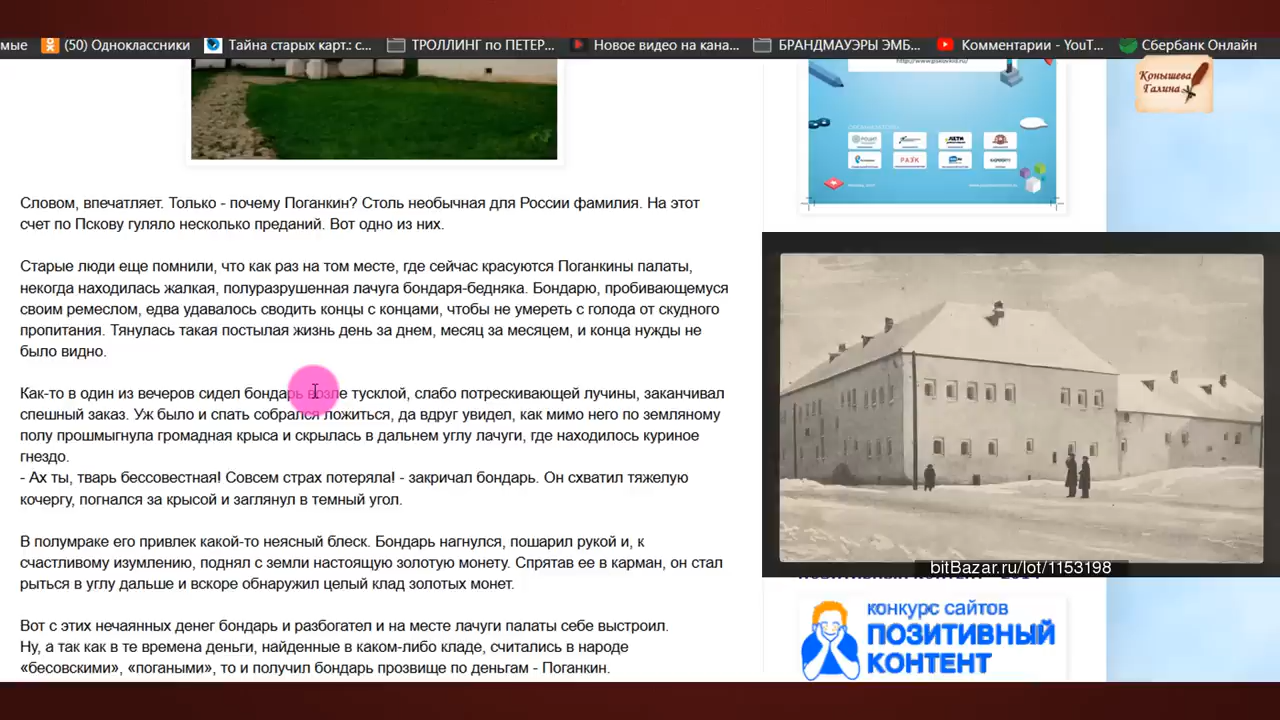 мые
(50) Одноклассники
Тайна старых карт.: с...
ТРОЛЛИНГ по ПЕТЕР...
Новое видео на кана...
БРАНДМАУЭРЫ ЭМБ...
Комментарии - YouT...
Сбербанк Онлайн
Конышева
Галина
Словом, впечатляет. Только - почему Поганкин? Столь необычная для России фамилия. На этот
счет по Пскову гуляло несколько преданий. Вот одно из них.
Старые люди еще помнили, что как раз на том месте, где сейчас красуются Поганкины палаты,
некогда находилась жалкая, полуразрушенная лачуга бондаря-бедняка. Бондарю, пробивающемуся
своим ремеслом, едва удавалось сводить концы с концами, чтобы не умереть с голода от скудного
пропитания. Тянулась такая постылая жизнь день за днем, месяц за месяцем, и конца нужды не
было видно.
Как-то в один из вечеров сидел бондарь возле тусклой, слабо потрескивающей лучины, заканчивал
спешный заказ. Уж было и спать собрался ложиться, да вдруг увидел, как мимо него по земляному
полу прошмыгнула громадная крыса и скрылась в дальнем углу лачуги, где находилось куриное
гнездо.
- Ах ты, тварь бессовестная! Совсем страх потеряла! - закричал бондарь. Он схватил тяжелую
кочергу, погнался за крысой и заглянул в темный угол.
В полумраке его привлек какой-то неясный блеск. Бондарь нагнулся, пошарил рукой и, к
счастливому изумлению, поднял с земли настоящую золотую монету. Спрятав ее в карман, он стал
рыться в углу дальше и вскоре обнаружил целый клад золотых монет.
Вот с этих нечаянных денег бондарь и разбогател и на месте лачуги палаты себе выстроил.
Ну, а так как в те времена деньги, найденные в каком-либо кладе, считались в народе
«бесовскими», «погаными», то и получил бондарь прозвище по деньгам - Поганкин.
bitBazar.ru/lot/1153198
конкурс сайтов
ПОЗИТИВНЫЙ
КОНТЕНТ